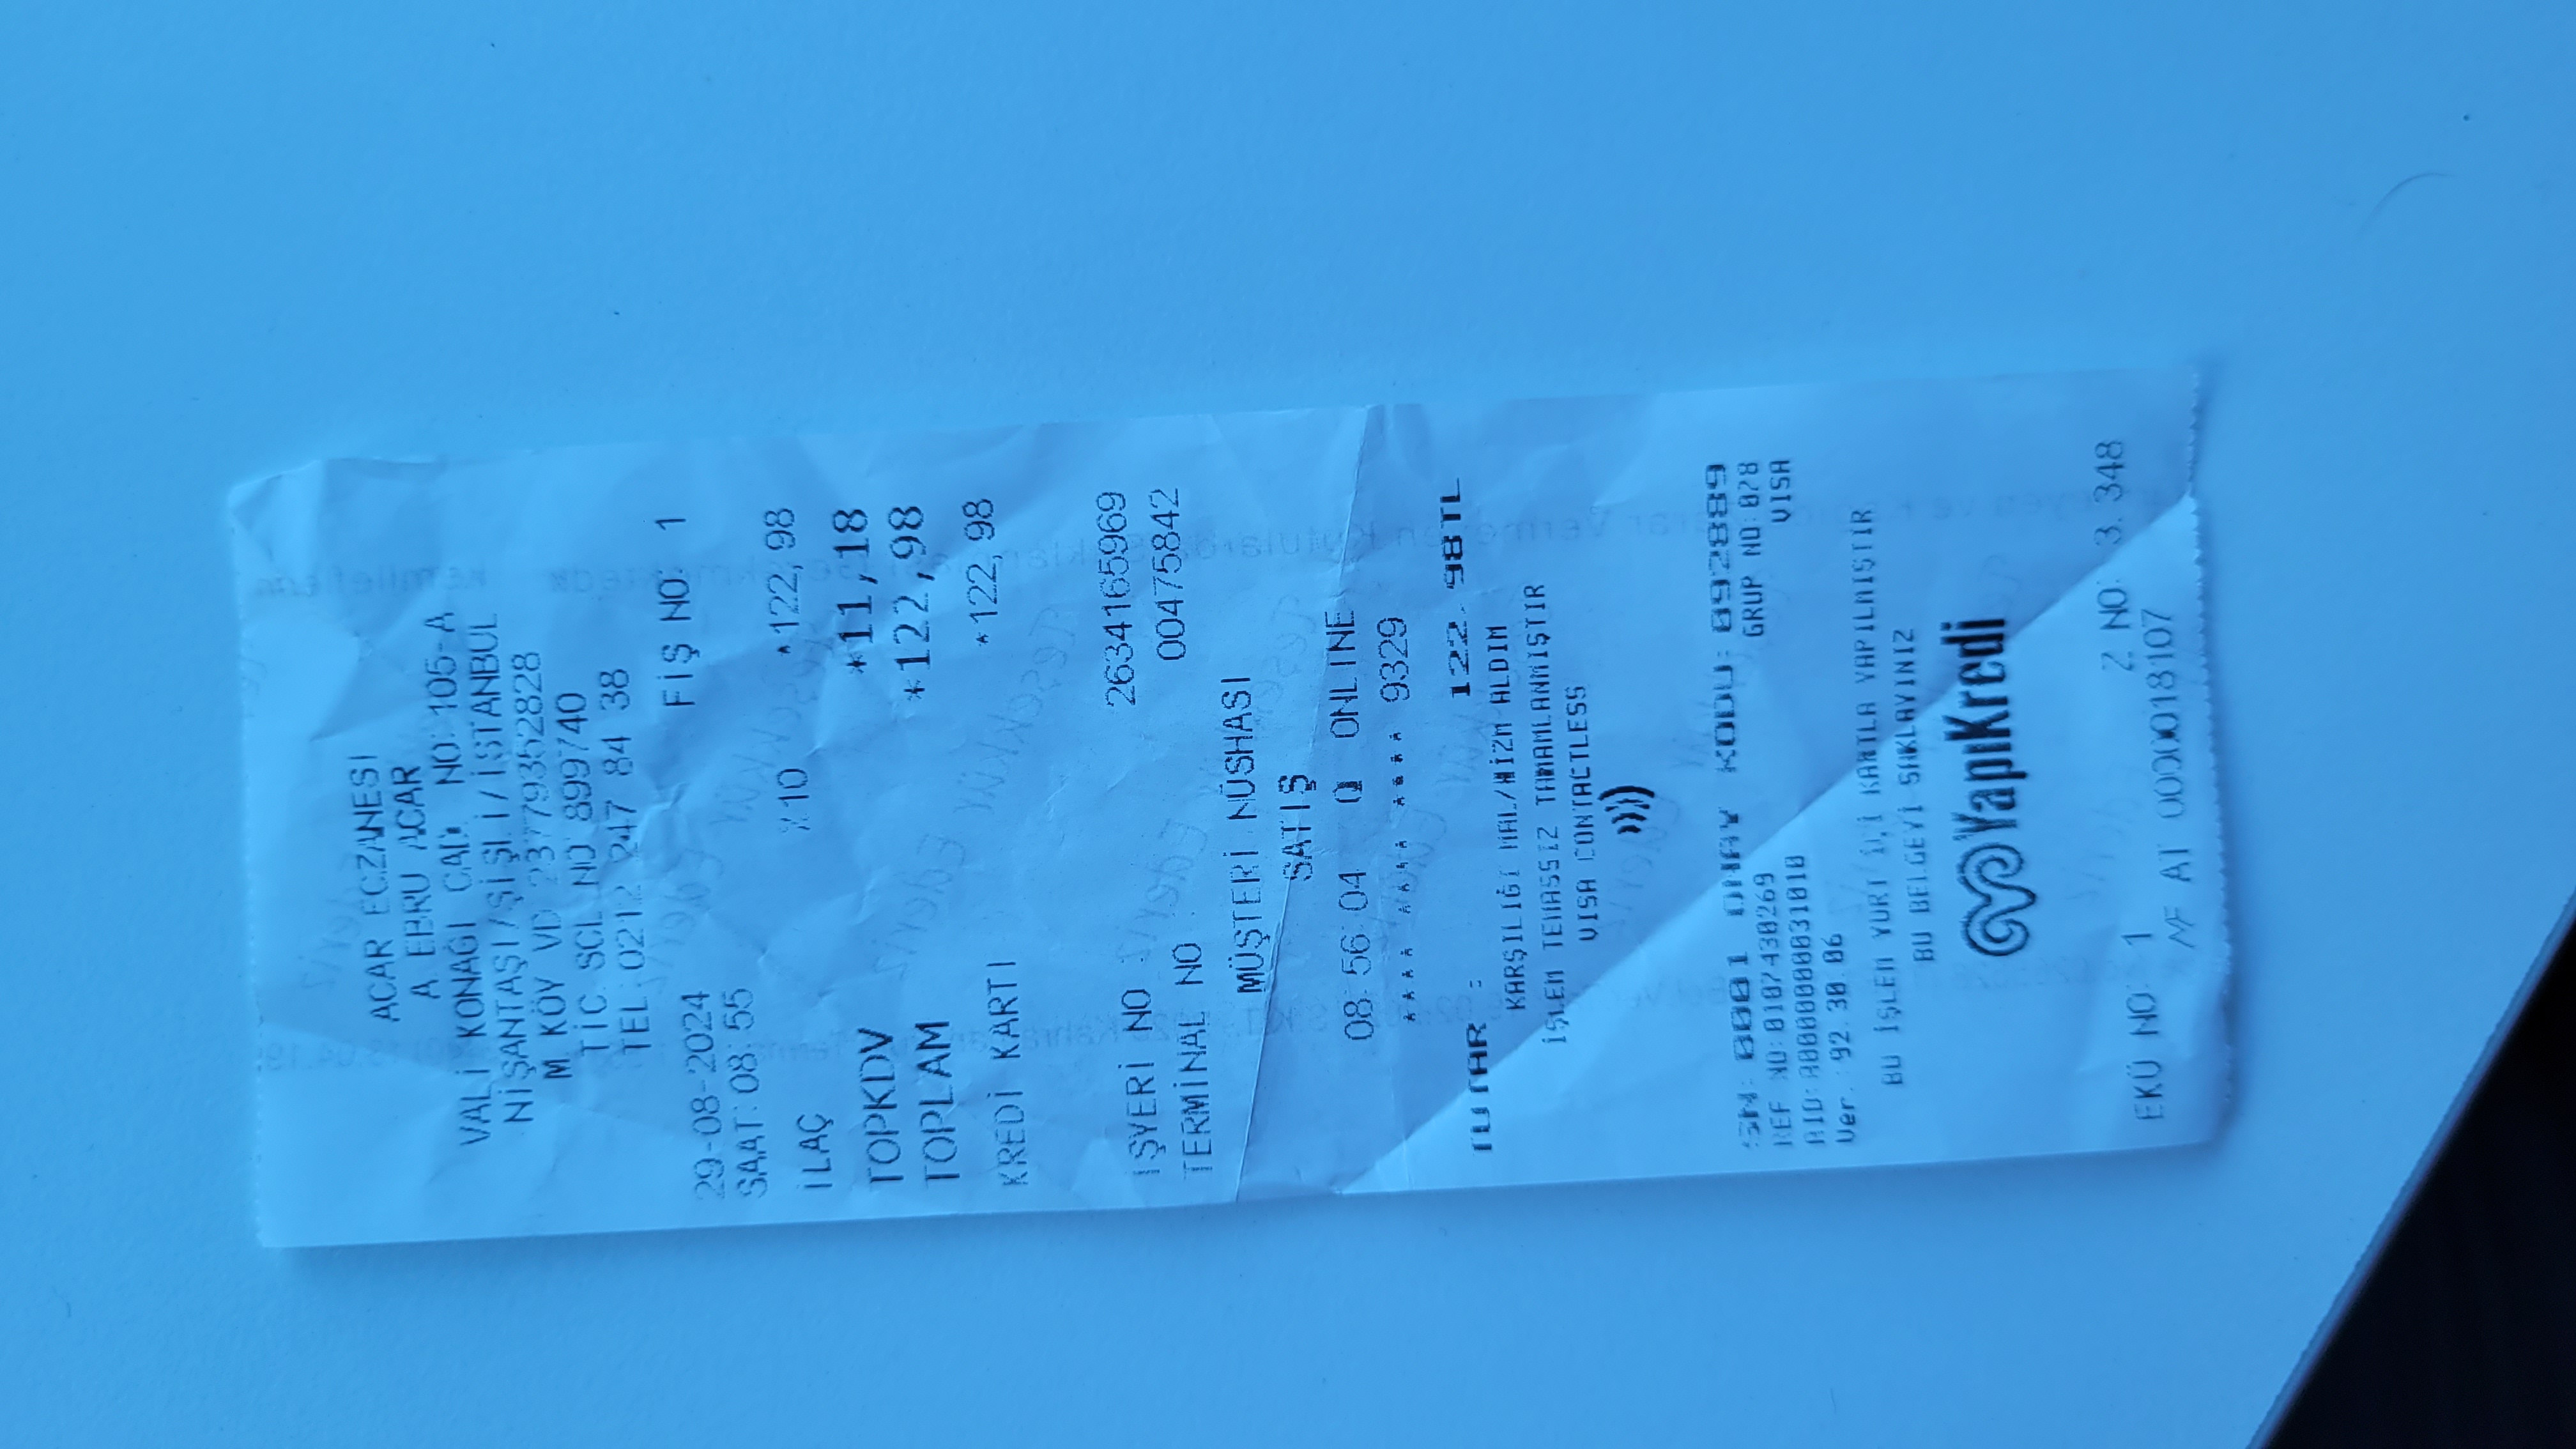 ACAR ECZANESİ
A EBRU ACAR
VALİ KONAĞI CAD NO:105-A
NİŞANTAŞI/ŞİŞLİ/İSTANBUL
M.KÖY VD 23779352828
TİC.SCL.NO 899740
TEL:0212 247 84 38
29-08-2024
SAAT:08:55 FİŞ NO: 1
İLAÇ %10 *122,98
TOPKDV *11,18
TOPLAM *122,98
KREDİ KARTI *122,98
İŞYERİ NO 26341165969
TERMİNAL NO 00475842
MÜŞTERİ NÜSHASI
SATIŞ
08:56:04 Q ONLINE
**** **** **** 9329
TUTAR : 122.98TL
KARŞILIĞI MAL/HİZM ALDIM
İŞLEM TEMASSIZ TAMAMLANMIŞTIR
VISA CONTACTLESS
SN:0001 ONAY KODU:092889
REF NO:0107430269 GRUP NO:078
AID:A0000000031010 VISA
Ver.:92.30.06
BU İŞLEM YURT İÇİ KARTLA YAPILMIŞTIR
BU BELGEYİ SAKLAYINIZ
YapıKredi
EKÜ NO: 1 Z NO: 3.348
MF AT 0000018107